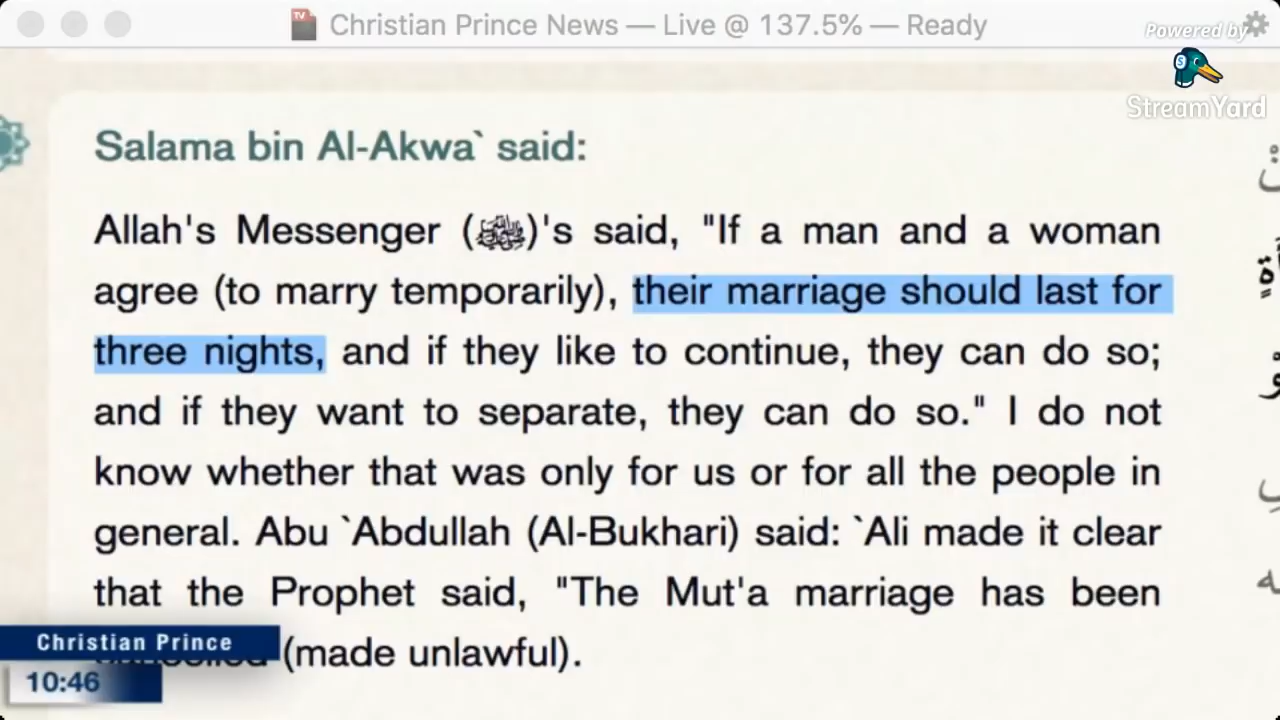 Christian Prince News — Live @ 137.5% — Ready
Powered by
StreamYard
Salama bin Al-Akwa` said:
Allah's Messenger (ﷺ)'s said, "If a man and a woman
agree (to marry temporarily), their marriage should last for
three nights, and if they like to continue, they can do so;
and if they want to separate, they can do so." I do not
know whether that was only for us or for all the people in
general. Abu `Abdullah (Al-Bukhari) said: `Ali made it clear
that the Prophet said, "The Mut'a marriage has been
(made unlawful).
Christian Prince
10:46